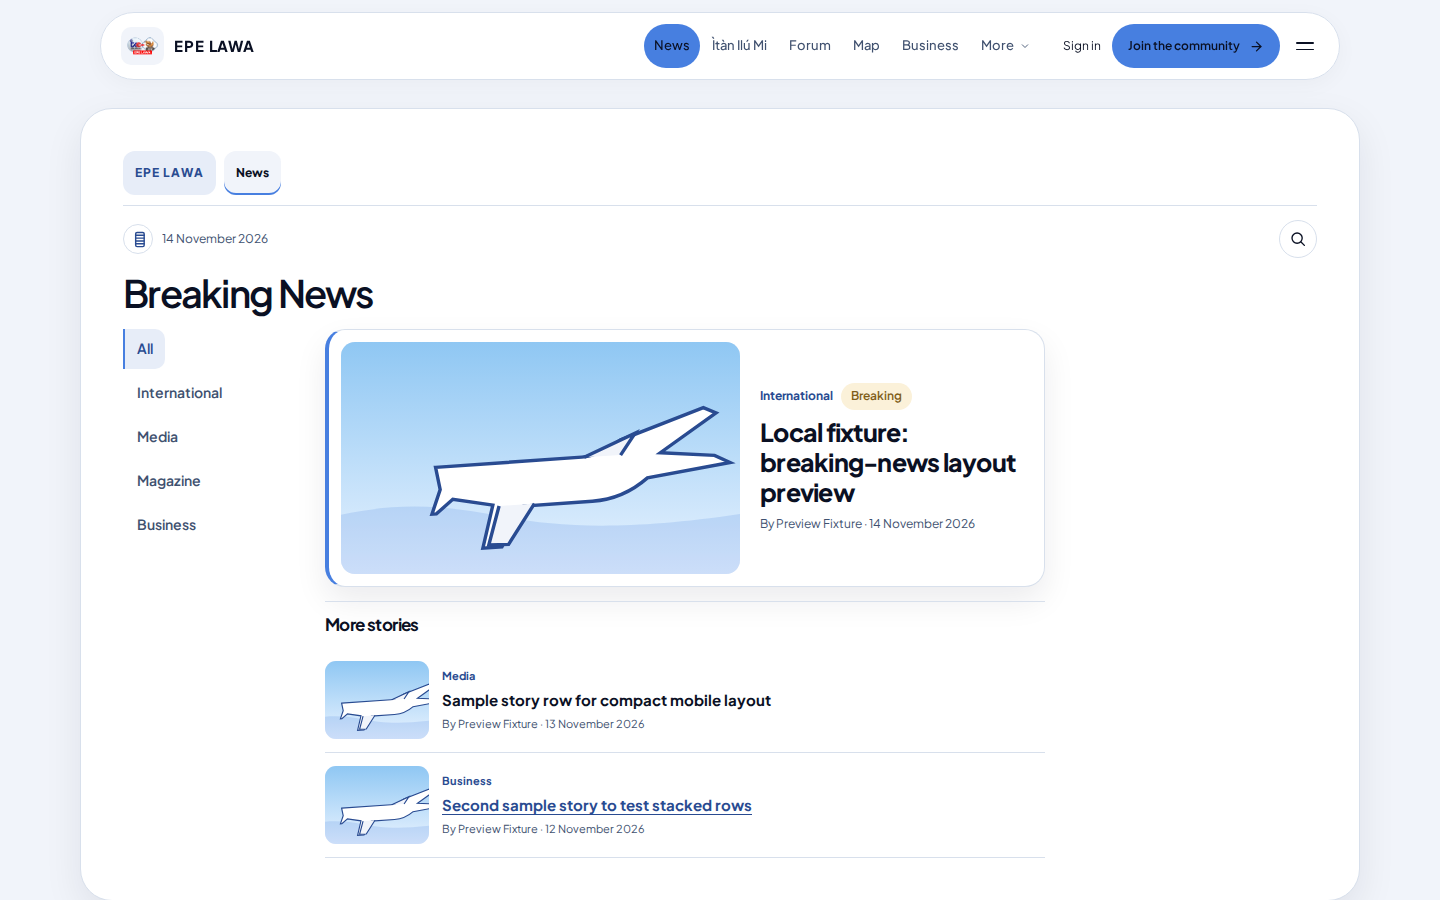 EPE LAWA
News
Ìtàn Ilú Mi
Forum
Map
Business
More
Sign in
Join the community
EPE LAWA
News
14 November 2026
Breaking News
All
International
Media
Magazine
Business
International
Breaking
Local fixture:
breaking-news layout
preview
By Preview Fixture · 14 November 2026
More stories
Media
Sample story row for compact mobile layout
By Preview Fixture · 13 November 2026
Business
Second sample story to test stacked rows
By Preview Fixture · 12 November 2026